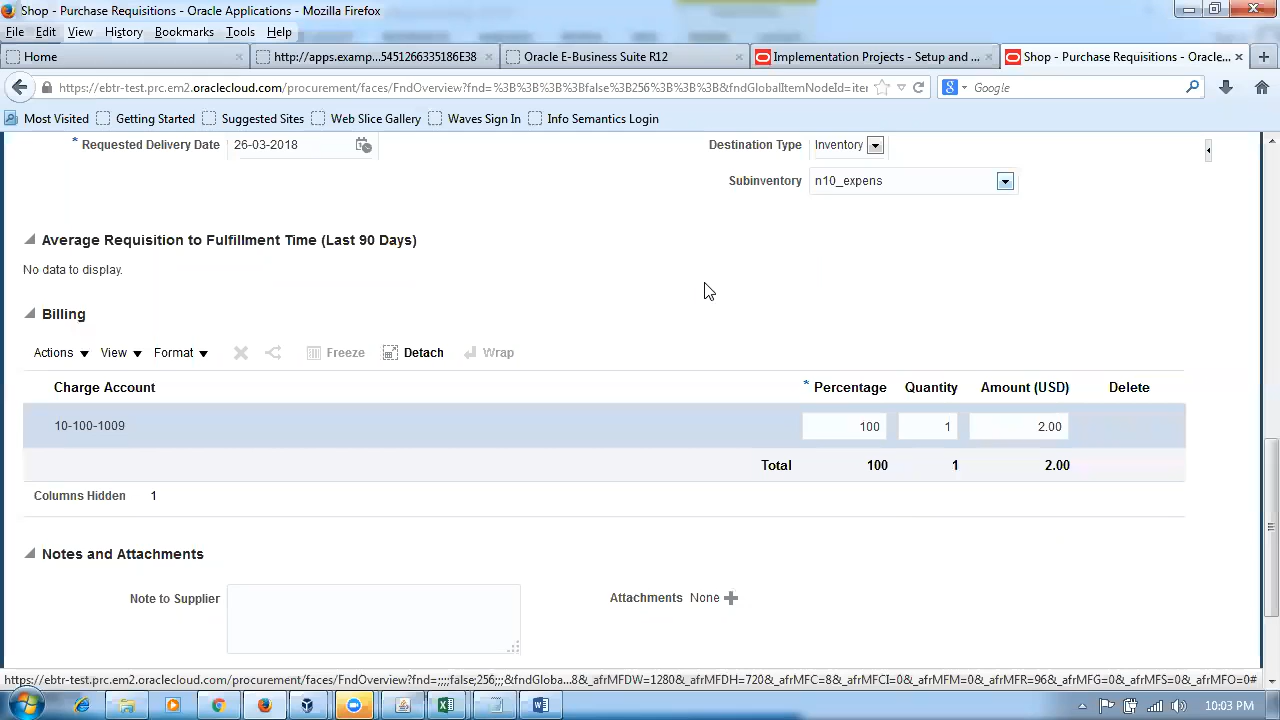 Shop - Purchase Requisitions - Oracle Applications - Mozilla Firefox
File Edit View History Bookmarks Tools Help
Home
http://apps.examp...5451266335186E38
Oracle E-Business Suite R12
Implementation Projects - Setup and ...
Shop - Purchase Requisitions - Oracle...
https://ebtr-test.prc.em2.oraclecloud.com/procurement/faces/FndOverview?fnd=%3B%3B%3B%3Bfalse%3B256%3B%3B%3B&fndGlobalItemNodeId=iter
Google
Most Visited Getting Started Suggested Sites Web Slice Gallery Waves Sign In Info Semantics Login
* Requested Delivery Date 26-03-2018
Destination Type Inventory
Subinventory n10_expens
Average Requisition to Fulfillment Time (Last 90 Days)
No data to display.
Billing
Actions View Format Freeze Detach Wrap
Charge Account * Percentage Quantity Amount (USD) Delete
10-100-1009 100 1 2.00
Total 100 1 2.00
Columns Hidden 1
Notes and Attachments
Note to Supplier
Attachments None
https://ebtr-test.prc.em2.oraclecloud.com/procurement/faces/FndOverview?fnd=;;;;false;256;;;&fndGloba...8&_afrMFDW=1280&_afrMFDH=720&_afrMFC=8&_afrMFCI=0&_afrMFM=0&_afrMFR=96&_afrMFG=0&_afrMFS=0&_afrMFO=0#
10:03 PM